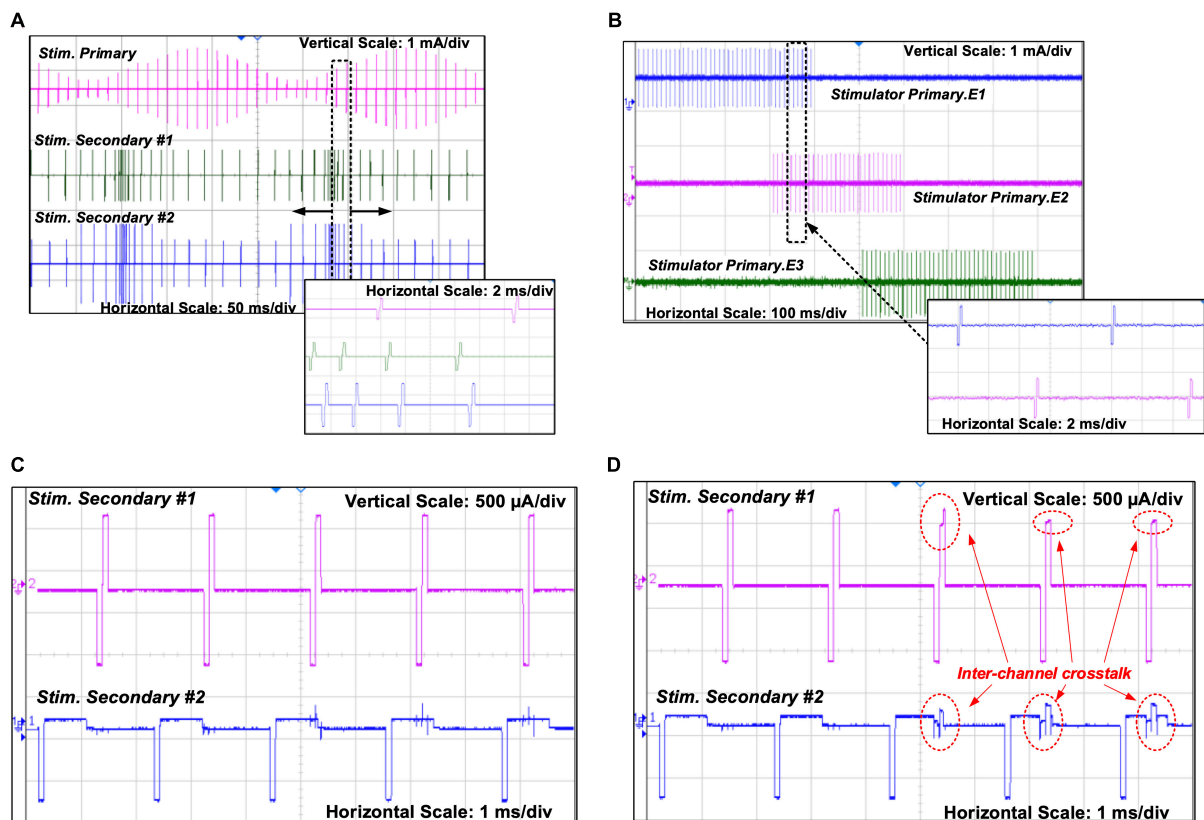 A
Stim. Primary
Vertical Scale: 1 mA/div
Stim. Secondary #1
Stim. Secondary #2
Horizontal Scale: 50 ms/div
Horizontal Scale: 2 ms/div
B
Vertical Scale: 1 mA/div
Stimulator Primary.E1
Stimulator Primary.E2
Stimulator Primary.E3
Horizontal Scale: 100 ms/div
Horizontal Scale: 2 ms/div
C
Stim. Secondary #1
Vertical Scale: 500 µA/div
2
Stim. Secondary #2
1
Horizontal Scale: 1 ms/div
D
Stim. Secondary #1
Vertical Scale: 500 µA/div
2
Inter-channel crosstalk
Stim. Secondary #2
1
Horizontal Scale: 1 ms/div